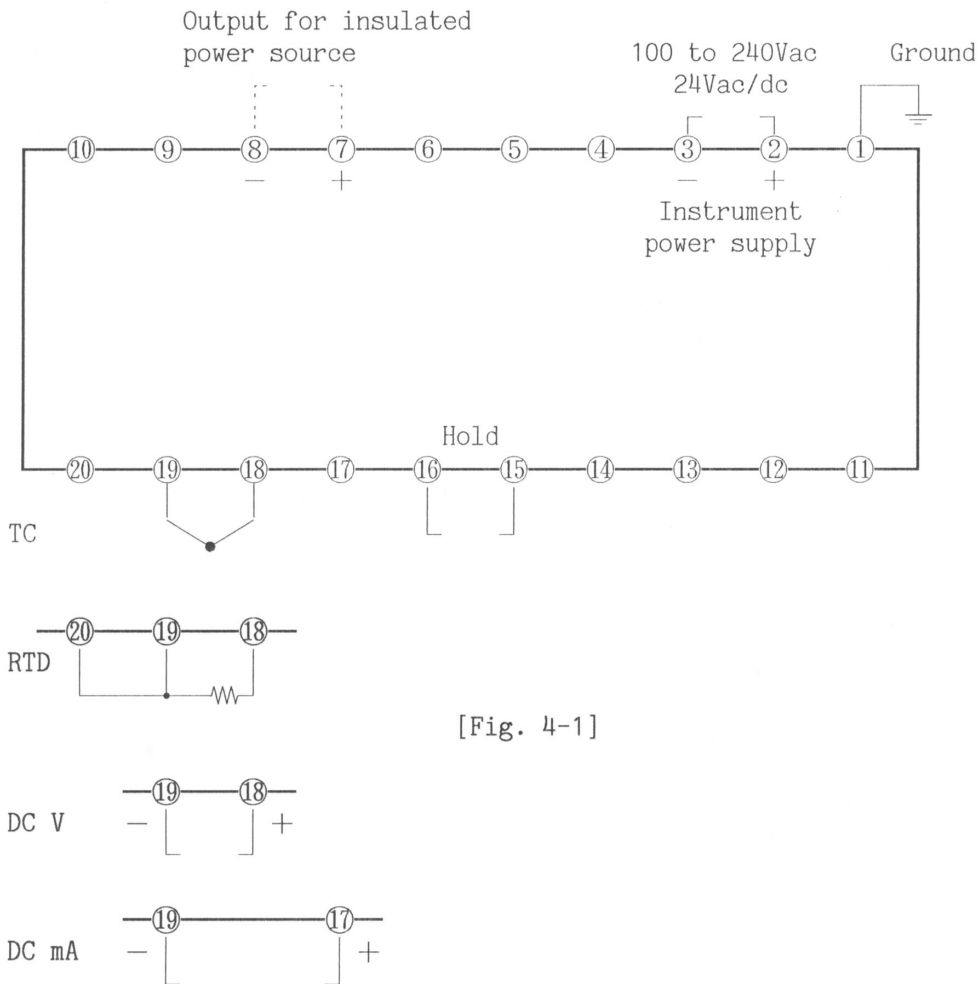 Output for insulated
power source
100 to 240Vac
24Vac/dc
Ground
⑩ ⑨ ⑧ ⑦ ⑥ ⑤ ④ ③ ② ①
− + − +
Instrument
power supply
Hold
⑳ ⑲ ⑱ ⑰ ⑯ ⑮ ⑭ ⑬ ⑫ ⑪
TC
⑳ ⑲ ⑱
RTD
[Fig. 4-1]
⑲ ⑱
DC V − +
⑲ ⑰
DC mA − +